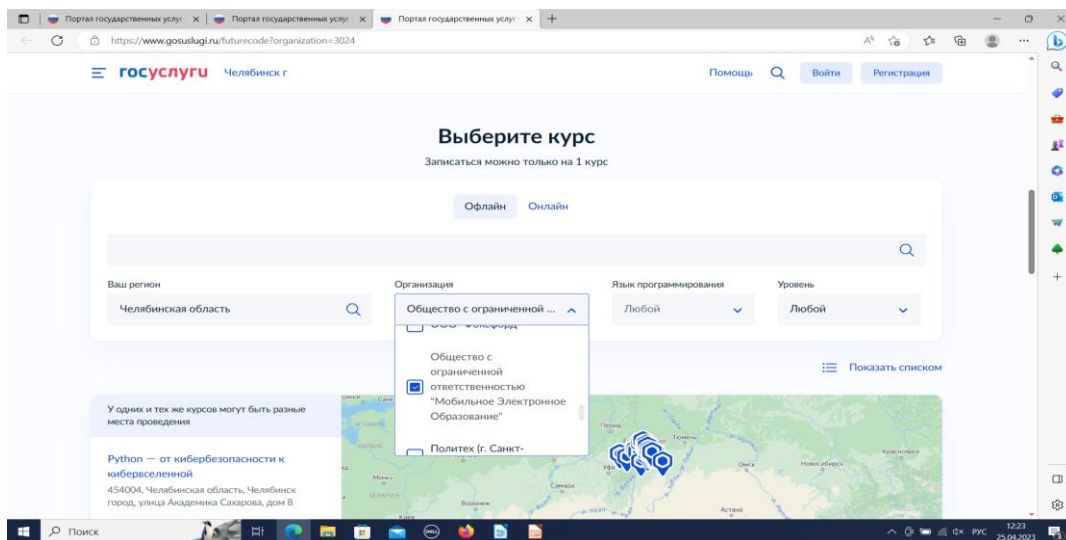 Портал государственных услуг
Портал государственных услуг
Портал государственных услуг
https://www.gosuslugi.ru/futurecode?organization=3024
госуслуги Челябинск г
Помощь Войти Регистрация
Выберите курс
Записаться можно только на 1 курс
Офлайн Онлайн
Ваш регион Организация Язык программирования Уровень
Челябинская область Общество с ограниченной ... Любой Любой
ООО "Фоксфорд"
Общество с
ограниченной
ответственностью
"Мобильное Электронное
Образование"
Политех (г. Санкт-
Показать списком
У одних и тех же курсов могут быть разные
места проведения
Python — от кибербезопасности к
кибервселенной
454004, Челябинская область, Челябинск
город, улица Академика Сахарова, дом 8
Пермь
Тюмень
Уфа
Омск
Новосибирск
Красноярск
Минск
Самара
Воронеж
Киев
Астана
Поиск
DELL
РУС
12:23
25.04.2023